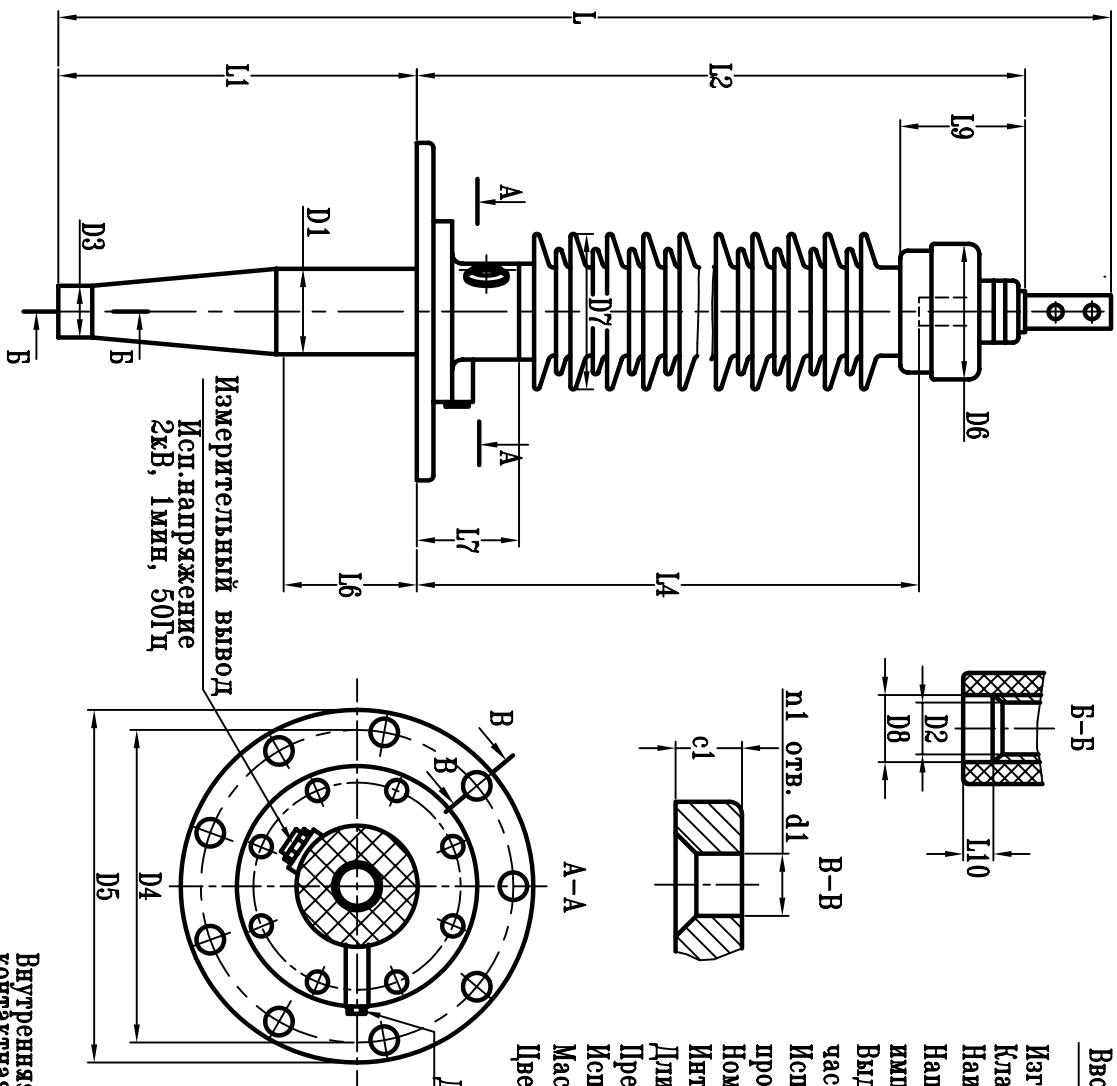 L
L1
L2
L9
A
D3
D1
D7
D6
Б
Б
A
L7
L6
L4
Измерительный вывод
Исп.напряжение
2кВ, 1мин, 50Гц
Б-Б
D8
D2
L10
n1 отв. d1
c1
В-В
В
В
A-A
D4
D5
Внутренняя
контактная
Вво
Изг
Кла
Наи
Нап
имп
Выд
час
Исп
про
Ном
Инт
Дли
Пре
Исп
Мас
Цве